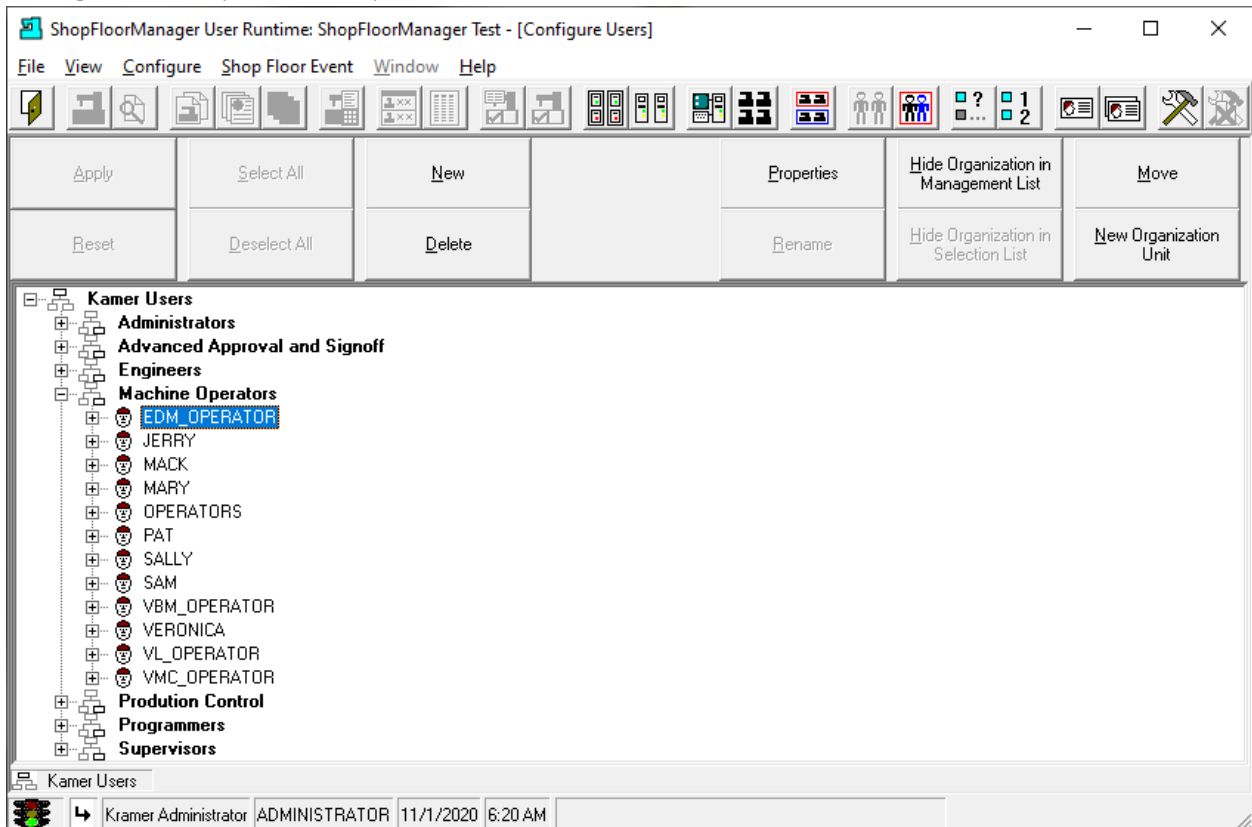 ShopFloorManager User Runtime: ShopFloorManager Test - [Configure Users]
File View Configure Shop Floor Event Window Help
Apply Select All New Properties Hide Organization in Management List Move
Reset Deselect All Delete Rename Hide Organization in Selection List New Organization Unit
Kamer Users
Administrators
Advanced Approval and Signoff
Engineers
Machine Operators
EDM_OPERATOR
JERRY
MACK
MARY
OPERATORS
PAT
SALLY
SAM
VBM_OPERATOR
VERONICA
VL_OPERATOR
VMC_OPERATOR
Prodution Control
Programmers
Supervisors
Kamer Users
Kramer Administrator ADMINISTRATOR 11/1/2020 6:20 AM